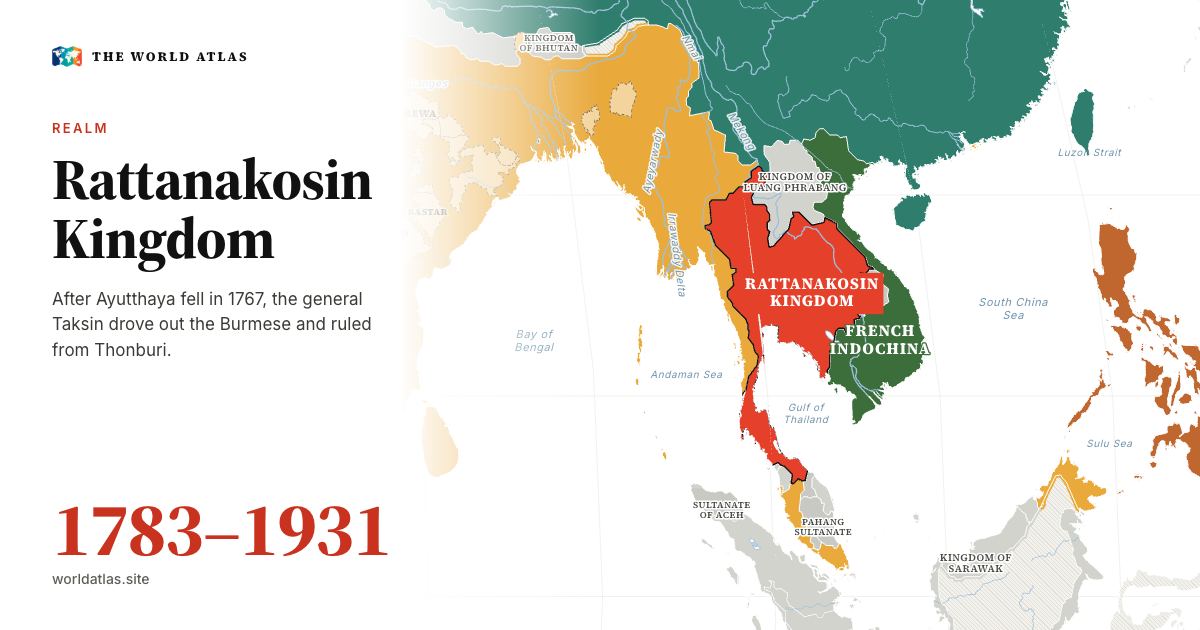 THE WORLD ATLAS
REALM
Rattanakosin
Kingdom
After Ayutthaya fell in 1767, the general
Taksin drove out the Burmese and ruled
from Thonburi.
1783–1931
worldatlas.site
KINGDOM
OF BHUTAN
Nmai
Mekong
Ayeyarwady
Irrawaddy Delta
Luzon Strait
KINGDOM OF
LUANG PHRABANG
BASTAR
RATTANAKOSIN
KINGDOM
FRENCH
INDOCHINA
South China
Sea
Bay of
Bengal
Andaman Sea
Gulf of
Thailand
Sulu Sea
SULTANATE
OF ACEH
PAHANG
SULTANATE
KINGDOM OF
SARAWAK